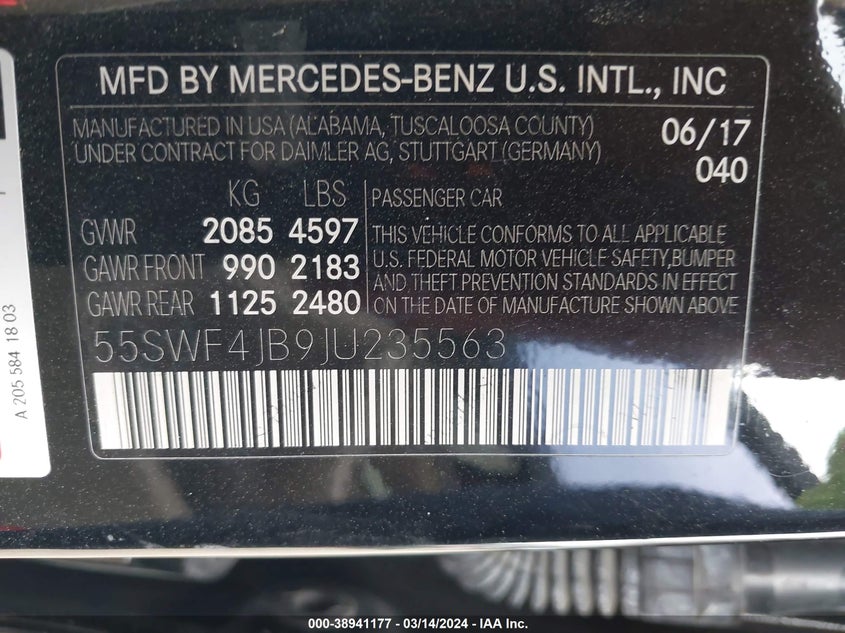 MFD BY MERCEDES-BENZ U.S. INTL., INC
MANUFACTURED IN USA (ALABAMA, TUSCALOOSA COUNTY)
UNDER CONTRACT FOR DAIMLER AG, STUTTGART (GERMANY)
06/17
040
KG LBS
GVWR 2085 4597
GAWR FRONT 990 2183
GAWR REAR 1125 2480
PASSENGER CAR
THIS VEHICLE CONFORMS TO ALL APPLICABLE
U.S. FEDERAL MOTOR VEHICLE SAFETY, BUMPER
AND THEFT PREVENTION STANDARDS IN EFFECT
ON THE DATE OF MANUFACTURE SHOWN ABOVE
55SWF4JB9JU235563
A 205 584 18 03
000-38941177 - 03/14/2024 - IAA Inc.